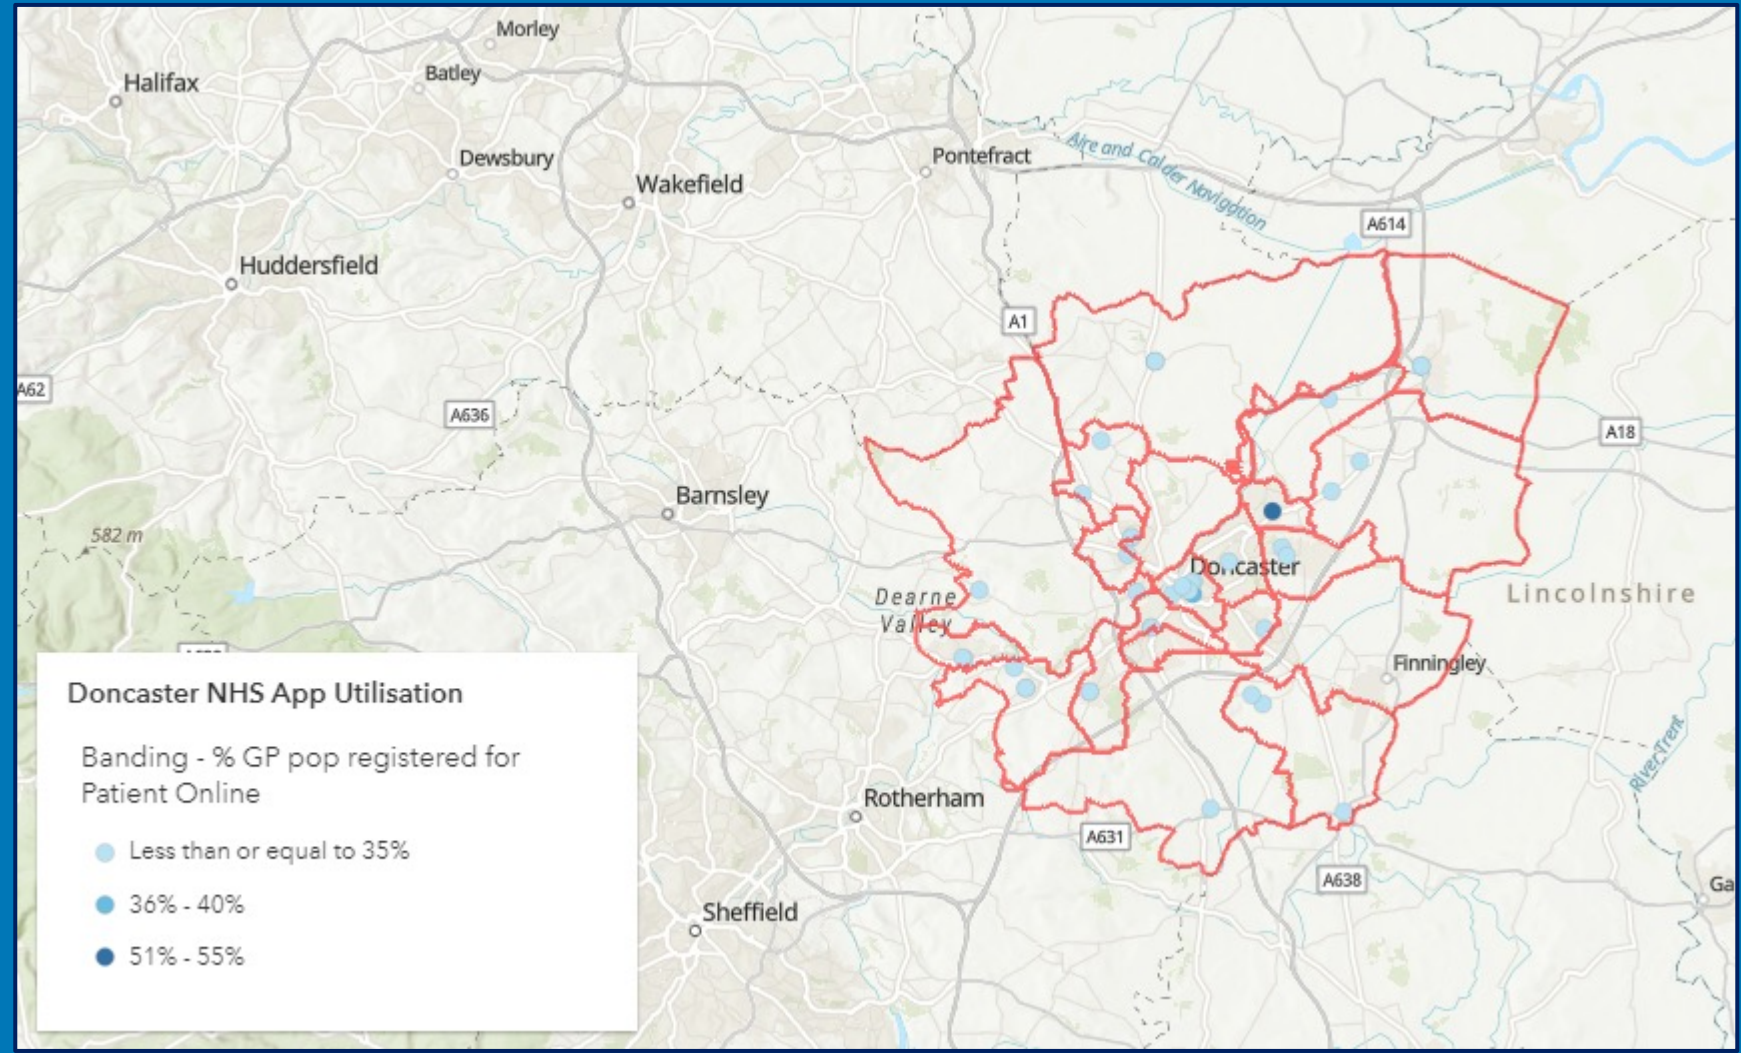 Morley
Halifax
Batley
Dewsbury
Pontefract
Aire and Calder Navigation
Wakefield
A614
Huddersfield
A1
A62
A636
A18
Barnsley
582 m
Doncaster
Dearne
Valley
Lincolnshire
Finningley
Doncaster NHS App Utilisation
Banding - % GP pop registered for
Patient Online
River Trent
Rotherham
A631
Less than or equal to 35%
A638
Ga
36% - 40%
Sheffield
51% - 55%